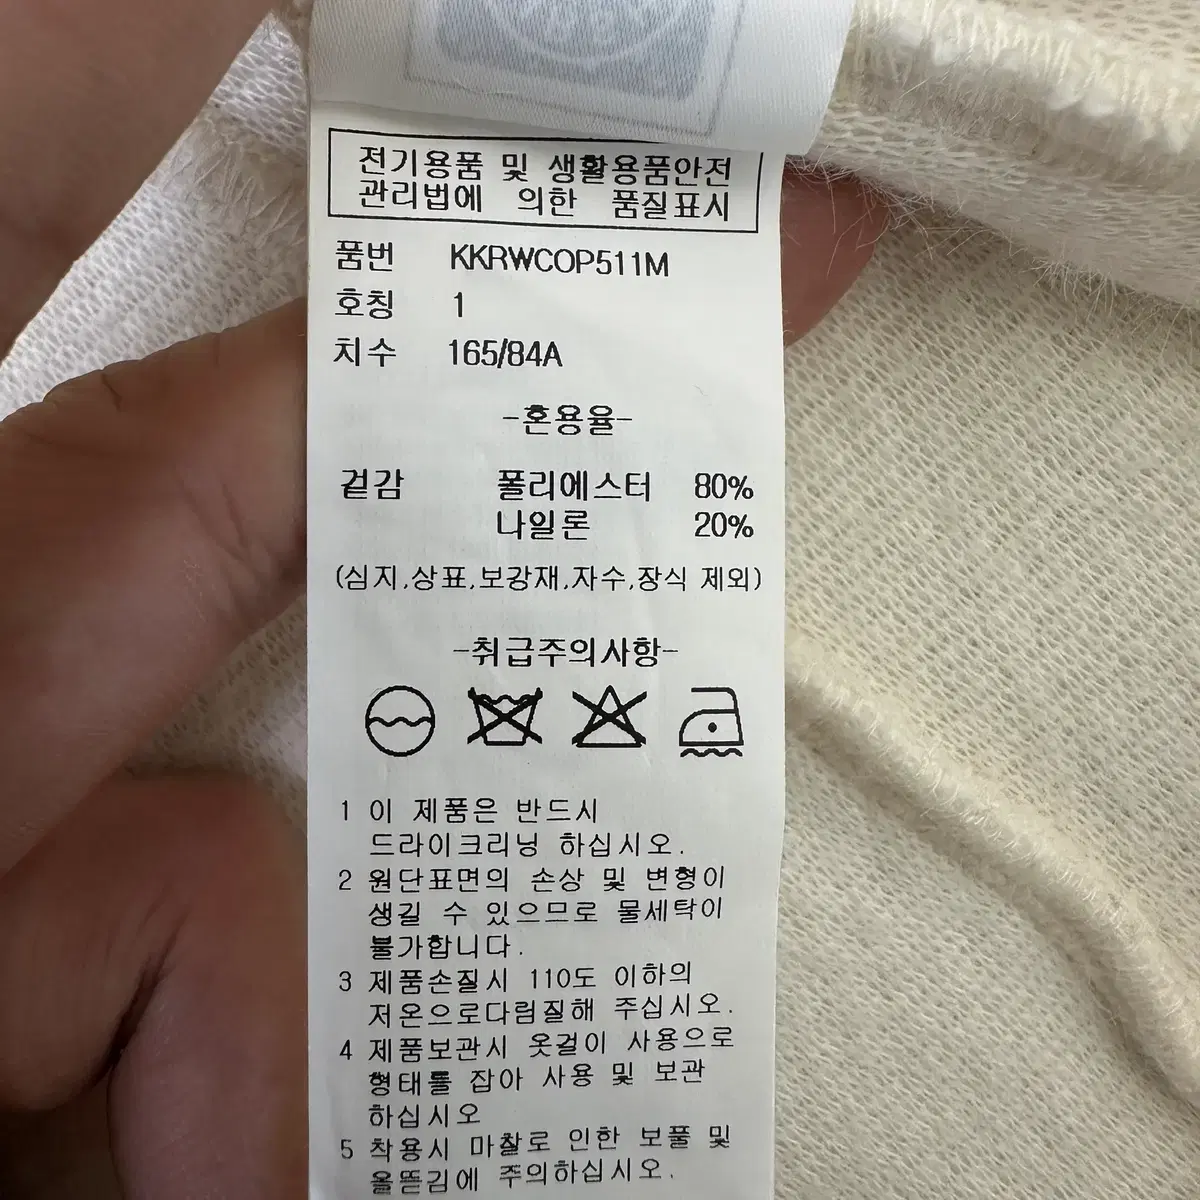 전기용품 및 생활용품안전
관리법에 의한 품질표시
품번 KKRWCOP511M
호칭 1
치수 165/84A
-혼용율-
겉감 폴리에스터 80%
나일론 20%
(심지,상표,보강재,자수,장식 제외)
-취급주의사항-
1 이 제품은 반드시
드라이크리닝 하십시오.
2 원단표면의 손상 및 변형이
생길 수 있으므로 물세탁이
불가합니다.
3 제품손질시 110도 이하의
저온으로다림질해 주십시오.
4 제품보관시 옷걸이 사용으로
형태틀 잡아 사용 및 보관
하십시오
5 착용시 마찰로 인한 보풀 및
올뜯김에 주의하십시오.